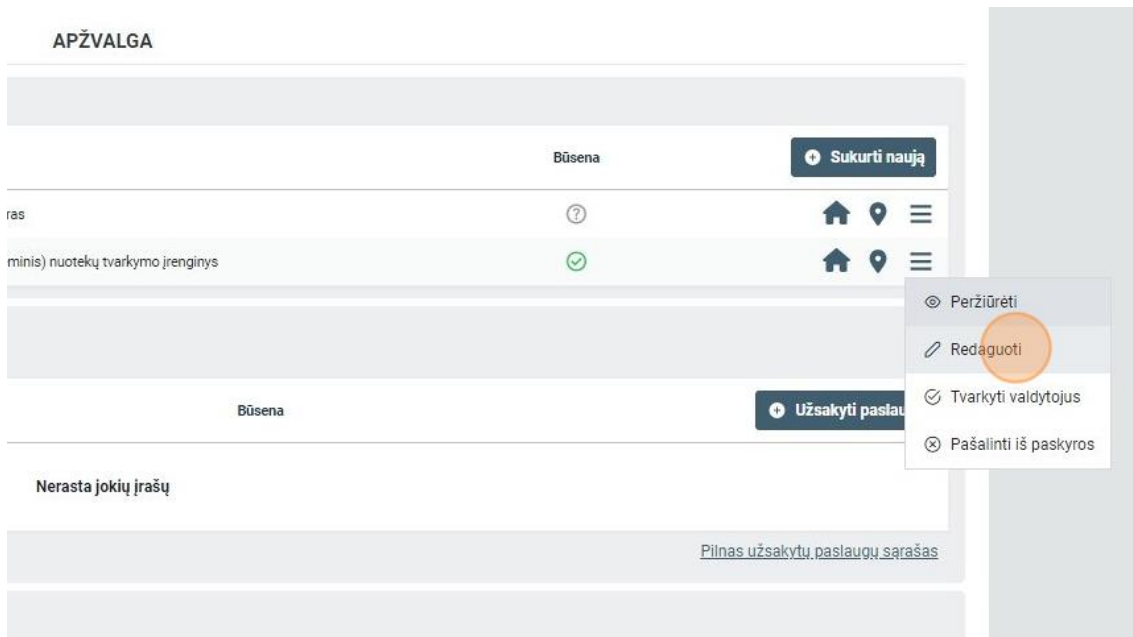 APŽVALGA
Būsena
Sukurti naują
ras
minis) nuotekų tvarkymo įrenginys
Peržiūrėti
Redaguoti
Būsena
Užsakyti paslau
Tvarkyti valdytojus
Pašalinti iš paskyros
Nerasta jokių įrašų
Pilnas užsakytų paslaugų sąrašas